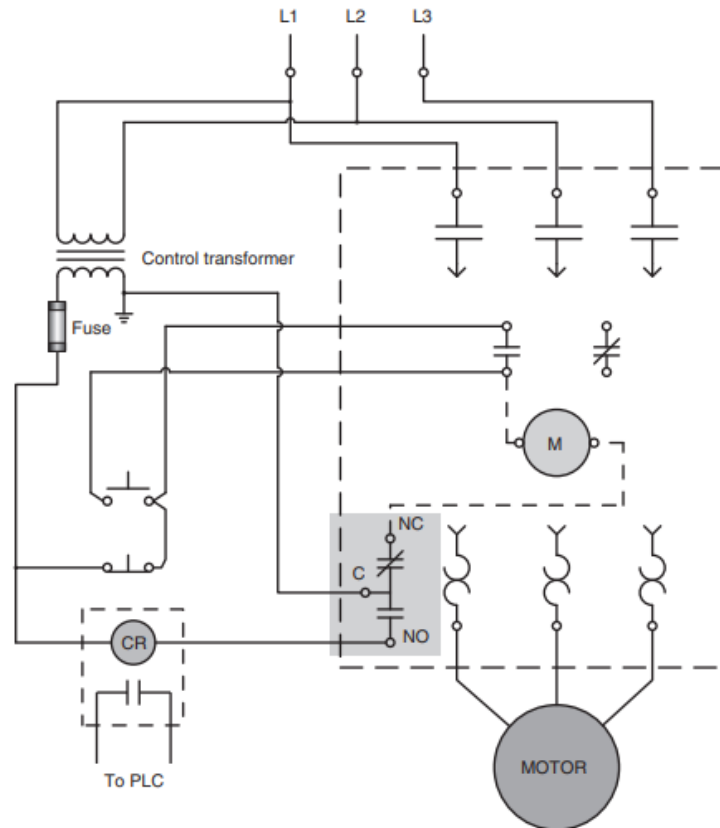 L1
L2
L3
Control transformer
Fuse
M
NC
C
NO
CR
To PLC
MOTOR